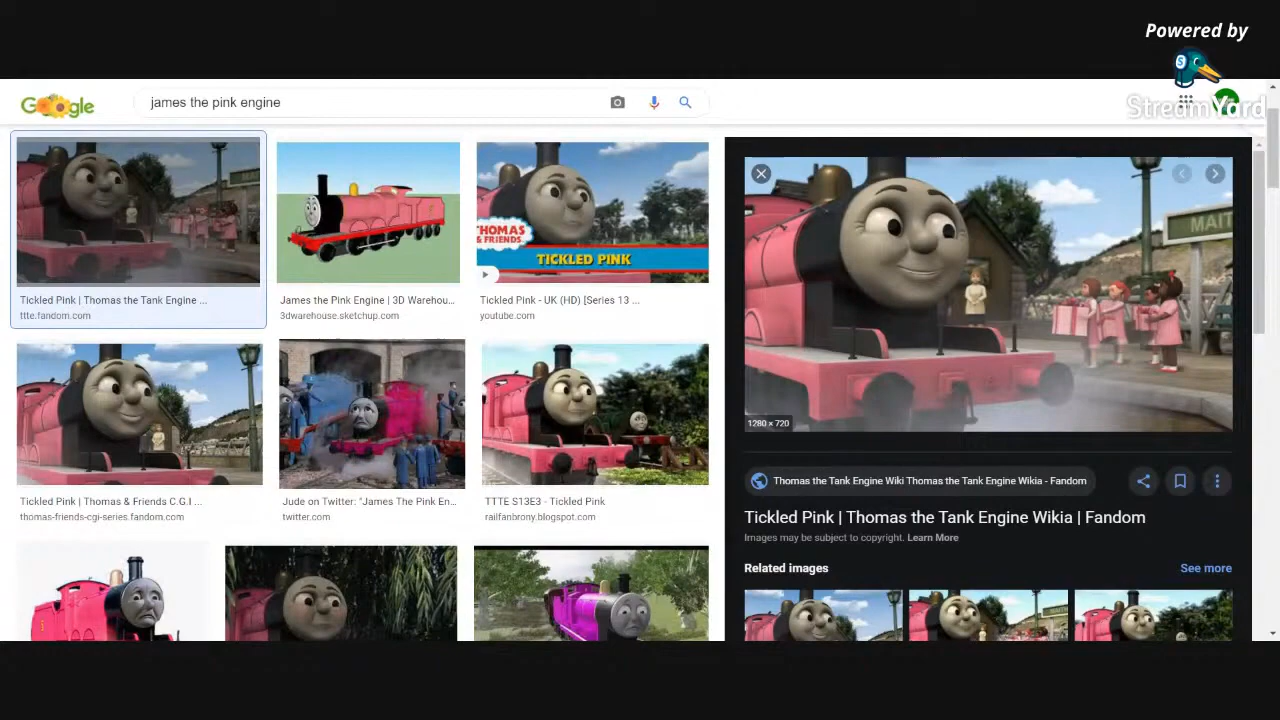 Powered by
StreamYard
Google
james the pink engine
Tickled Pink | Thomas the Tank Engine ...
ttte.fandom.com
James the Pink Engine | 3D Warehou...
3dwarehouse.sketchup.com
THOMAS
& FRIENDS
TICKLED PINK
Tickled Pink - UK (HD) [Series 13 ...
youtube.com
Tickled Pink | Thomas & Friends C.G.I ...
thomas-friends-cgi-series.fandom.com
Jude on Twitter: "James The Pink En...
twitter.com
TTTE S13E3 - Tickled Pink
railfanbrony.blogspot.com
MAIT
1280 × 720
Thomas the Tank Engine Wiki Thomas the Tank Engine Wikia - Fandom
Tickled Pink | Thomas the Tank Engine Wikia | Fandom
Images may be subject to copyright. Learn More
Related images
See more